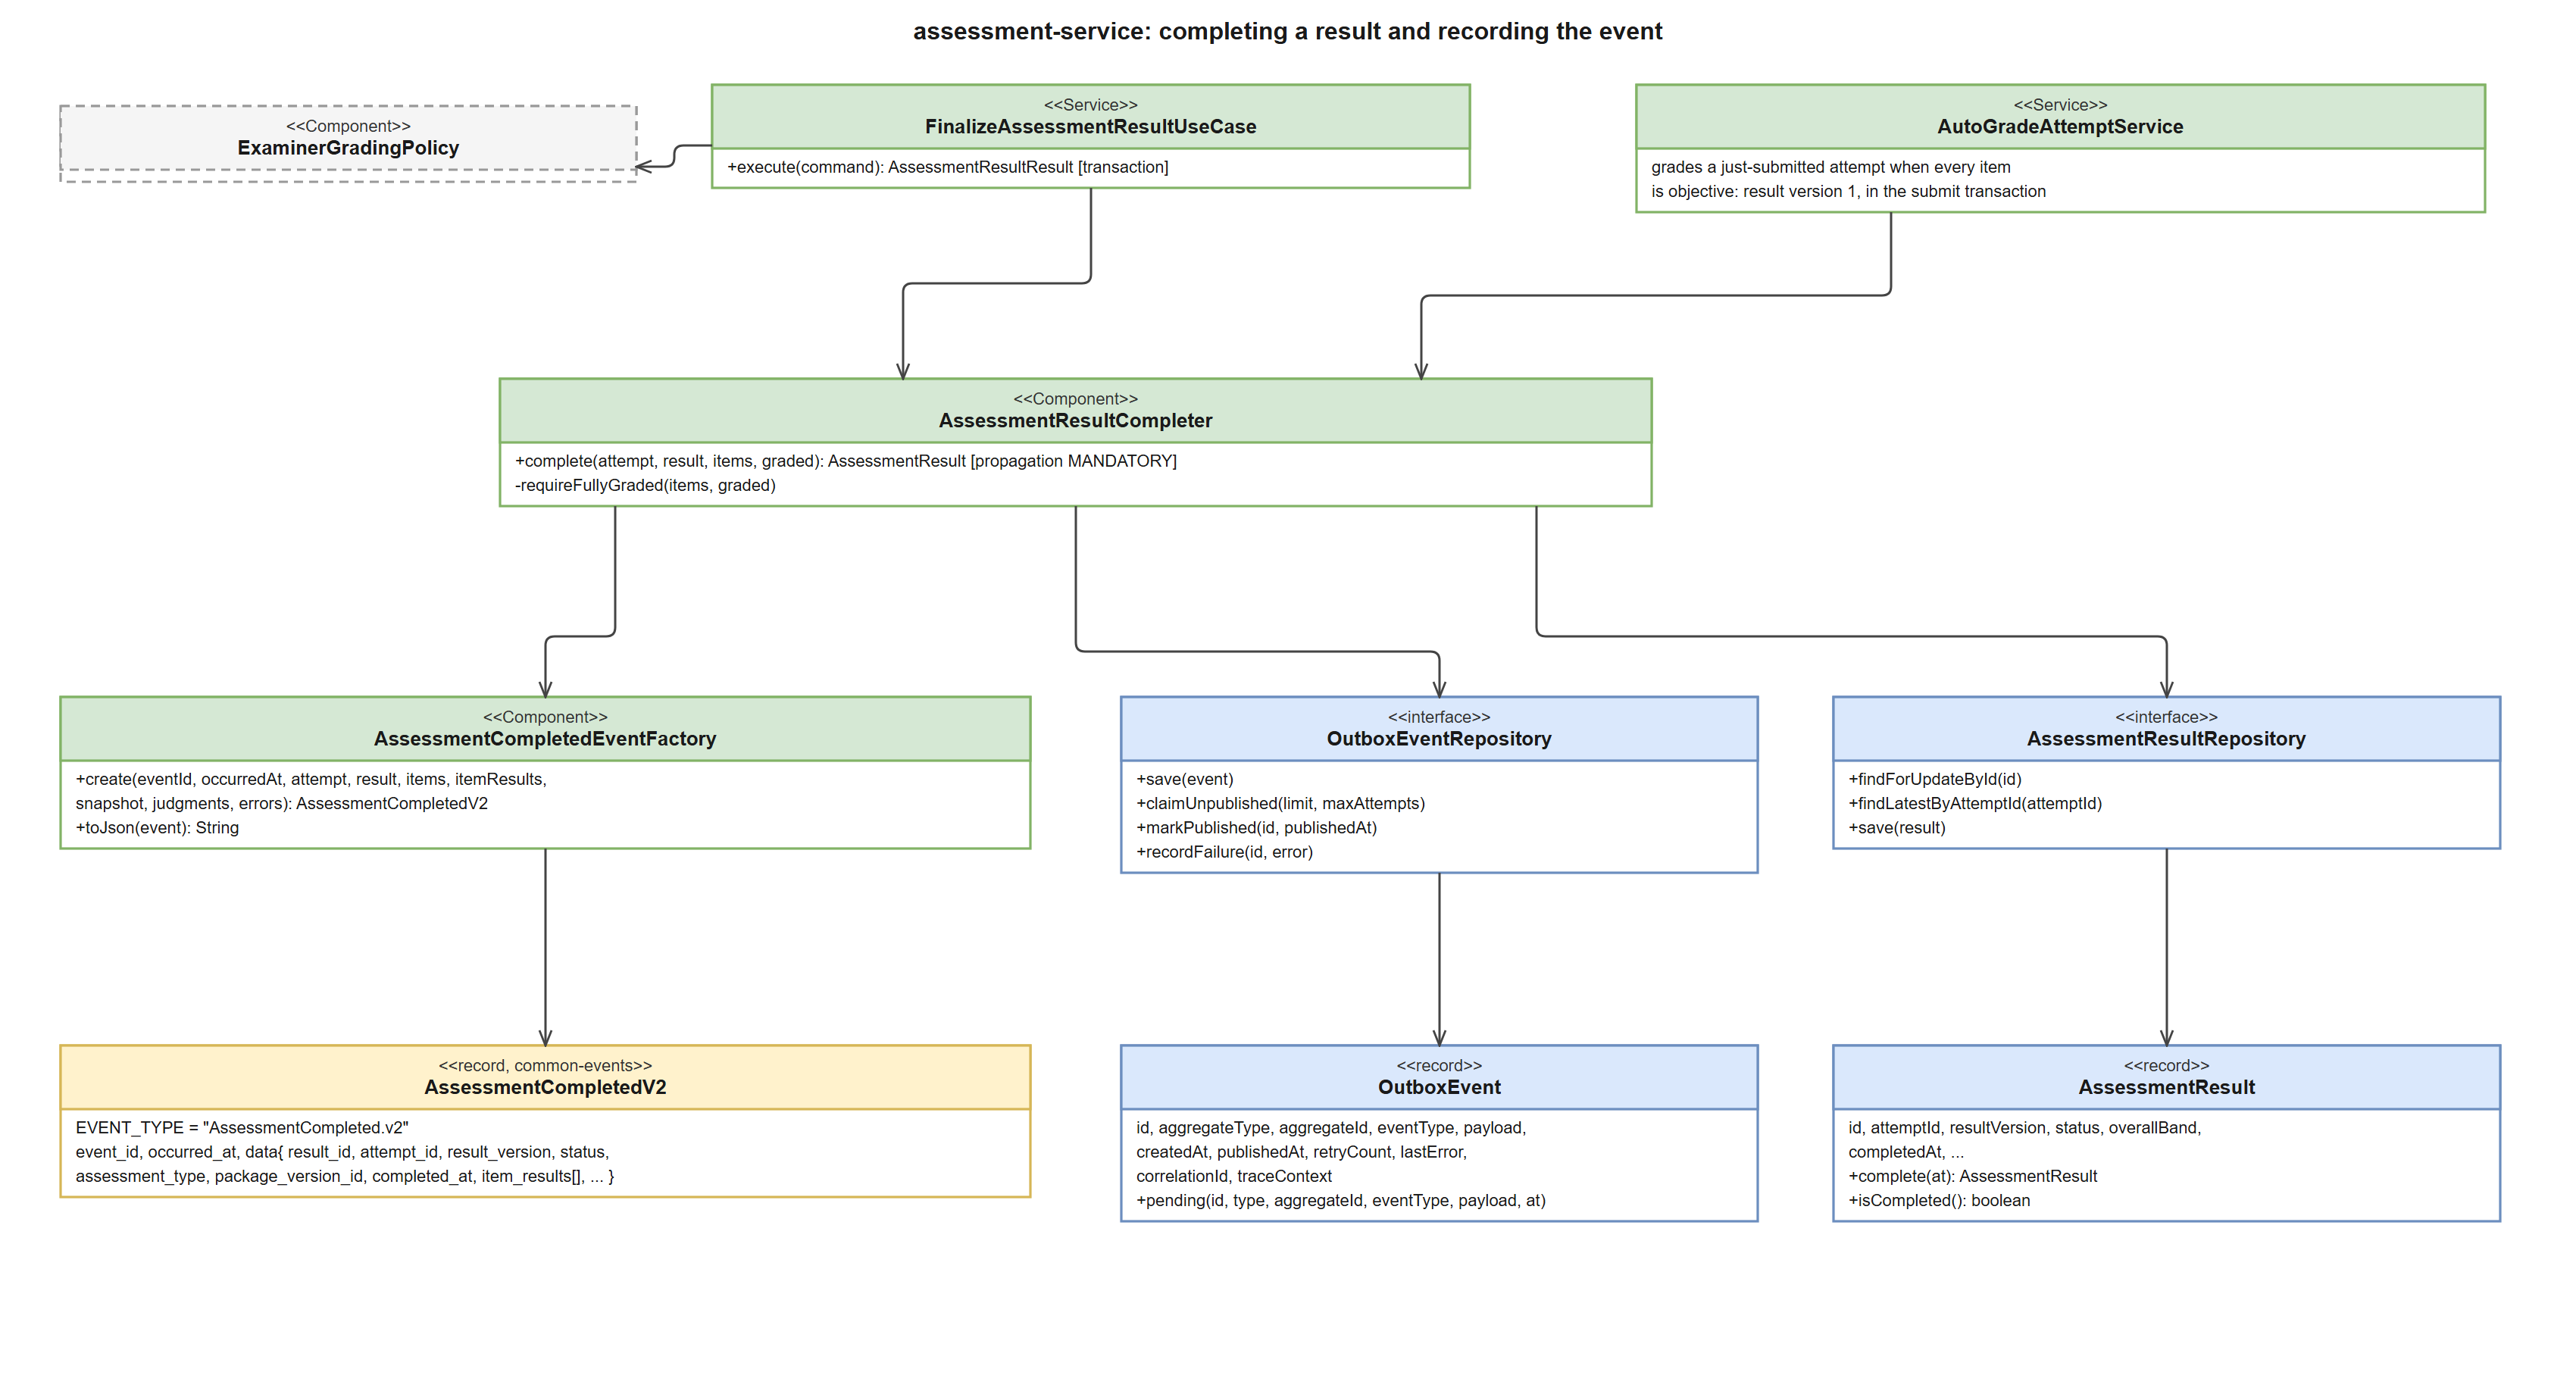 assessment-service: completing a result and recording the event
<<Component>>
ExaminerGradingPolicy
<<Service>>
FinalizeAssessmentResultUseCase
+execute(command): AssessmentResultResult [transaction]
<<Service>>
AutoGradeAttemptService
grades a just-submitted attempt when every item
is objective: result version 1, in the submit transaction
<<Component>>
AssessmentResultCompleter
+complete(attempt, result, items, graded): AssessmentResult [propagation MANDATORY]
-requireFullyGraded(items, graded)
<<Component>>
AssessmentCompletedEventFactory
+create(eventId, occurredAt, attempt, result, items, itemResults,
snapshot, judgments, errors): AssessmentCompletedV2
+toJson(event): String
<<interface>>
OutboxEventRepository
+save(event)
+claimUnpublished(limit, maxAttempts)
+markPublished(id, publishedAt)
+recordFailure(id, error)
<<interface>>
AssessmentResultRepository
+findForUpdateById(id)
+findLatestByAttemptId(attemptId)
+save(result)
<<record, common-events>>
AssessmentCompletedV2
EVENT_TYPE = "AssessmentCompleted.v2"
event_id, occurred_at, data{ result_id, attempt_id, result_version, status,
assessment_type, package_version_id, completed_at, item_results[], ... }
<<record>>
OutboxEvent
id, aggregateType, aggregateId, eventType, payload,
createdAt, publishedAt, retryCount, lastError,
correlationId, traceContext
+pending(id, type, aggregateId, eventType, payload, at)
<<record>>
AssessmentResult
id, attemptId, resultVersion, status, overallBand,
completedAt, ...
+complete(at): AssessmentResult
+isCompleted(): boolean